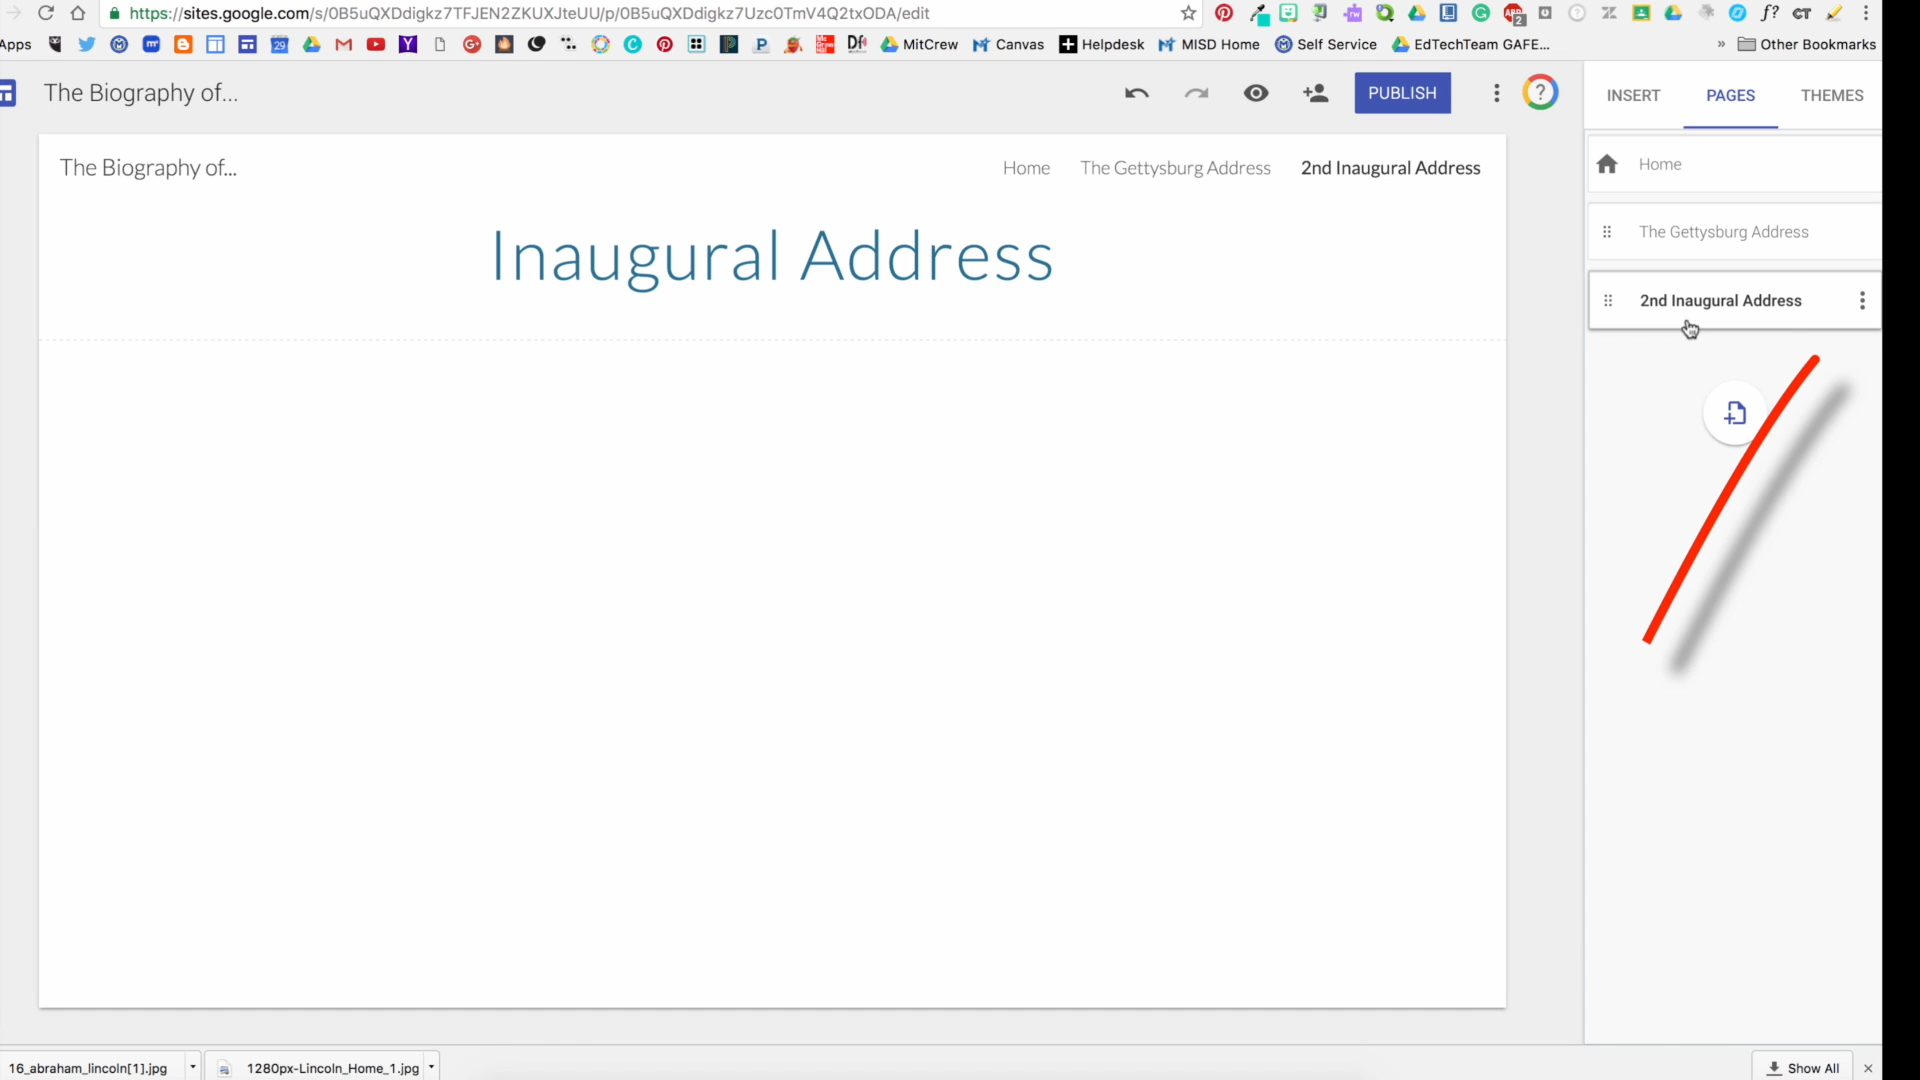 https://sites.google.com/s/0B5uQXDdigkz7TFJEN2ZKUXJteUU/p/0B5uQXDdigkz7Uzc0TmV4Q2txODA/edit
Apps
MitCrew
Canvas
Helpdesk
MISD Home
Self Service
EdTechTeam GAFE...
»
Other Bookmarks
The Biography of...
PUBLISH
INSERT
PAGES
THEMES
The Biography of...
Home
The Gettysburg Address
2nd Inaugural Address
Inaugural Address
Home
The Gettysburg Address
2nd Inaugural Address
16_abraham_lincoln[1].jpg
1280px-Lincoln_Home_1.jpg
Show All